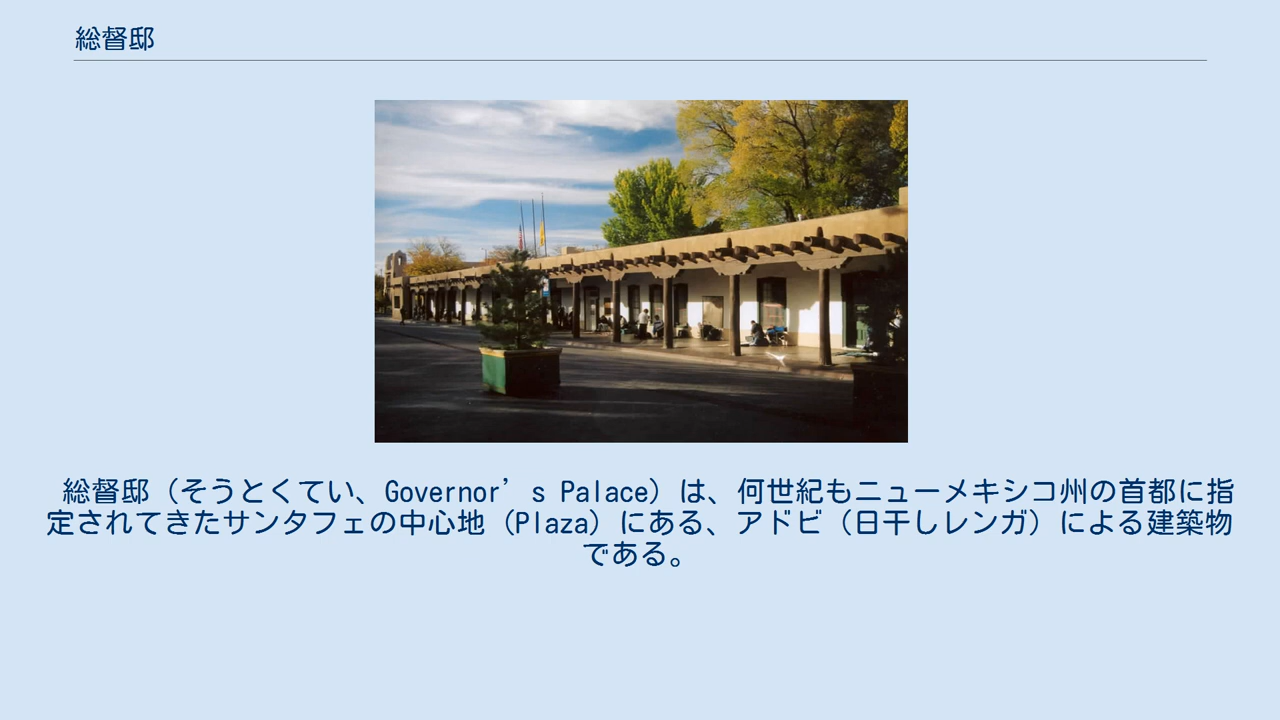 総督邸
総督邸（そうとくてい、Governor’s Palace）は、何世紀もニューメキシコ州の首都に指
定されてきたサンタフェの中心地（Plaza）にある、アドビ（日干しレンガ）による建築物
である。